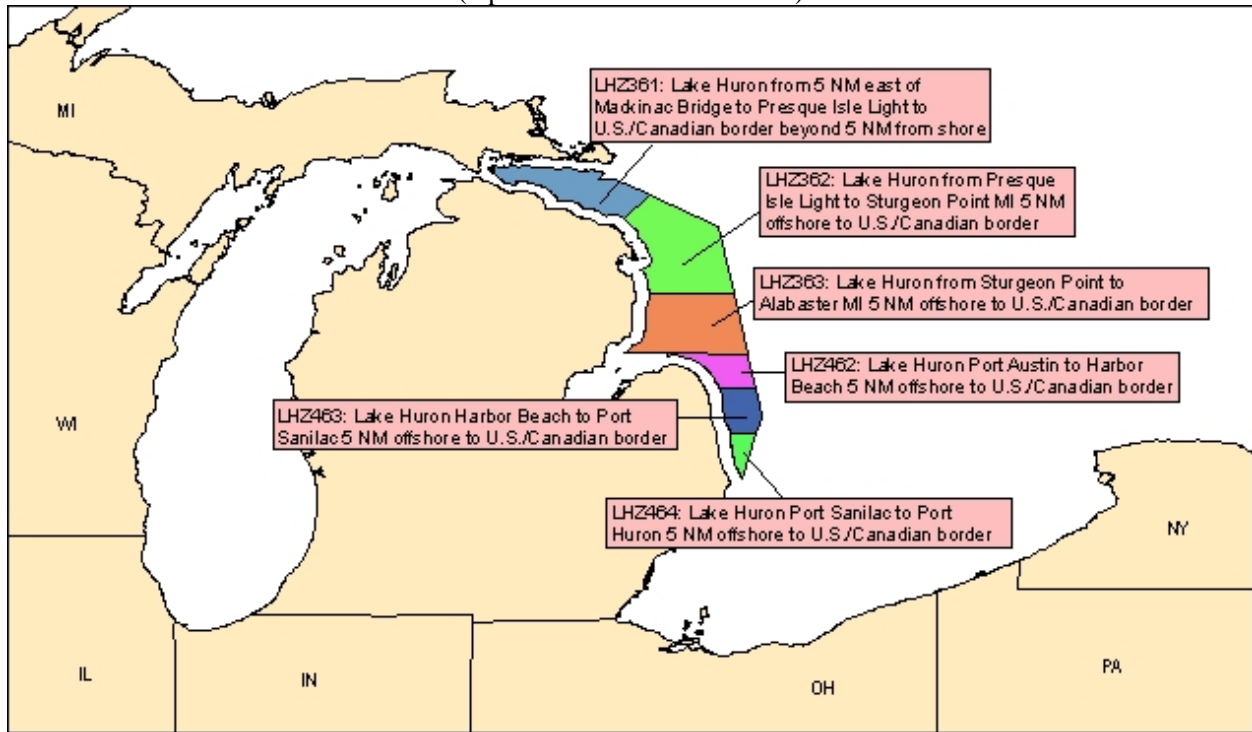 MI
LHZ361: Lake Huron from 5 NM east of
Mackinac Bridge to Presque Isle Light to
U.S./Canadian border beyond 5 NM from shore
LHZ362: Lake Huron from Presque
Isle Light to Sturgeon Point MI 5 NM
offshore to U.S./Canadian border
LHZ363: Lake Huron from Sturgeon Point to
Alabaster MI 5 NM offshore to U.S./Canadian border
LHZ462: Lake Huron Port Austin to Harbor
Beach 5 NM offshore to U.S./Canadian border
WI
LHZ463: Lake Huron Harbor Beach to Port
Sanilac 5 NM offshore to U.S./Canadian border
LHZ464: Lake Huron Port Sanilac to Port
Huron 5 NM offshore to U.S./Canadian border
NY
IL
IN
OH
PA